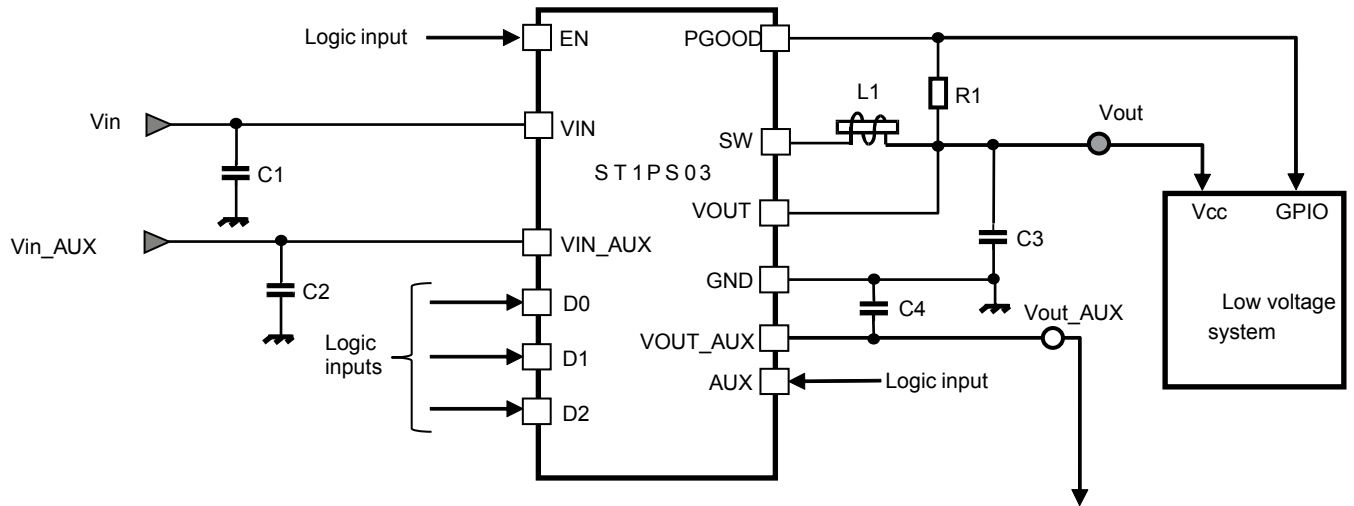 Logic input
EN
PGOOD
L1
R1
Vout
Vin
VIN
SW
ST1PS03
C1
VOUT
Vcc
GPIO
Vin_AUX
VIN_AUX
C3
C2
GND
D0
C4
Vout_AUX
Low voltage
system
Logic
inputs
VOUT_AUX
D1
AUX
Logic input
D2